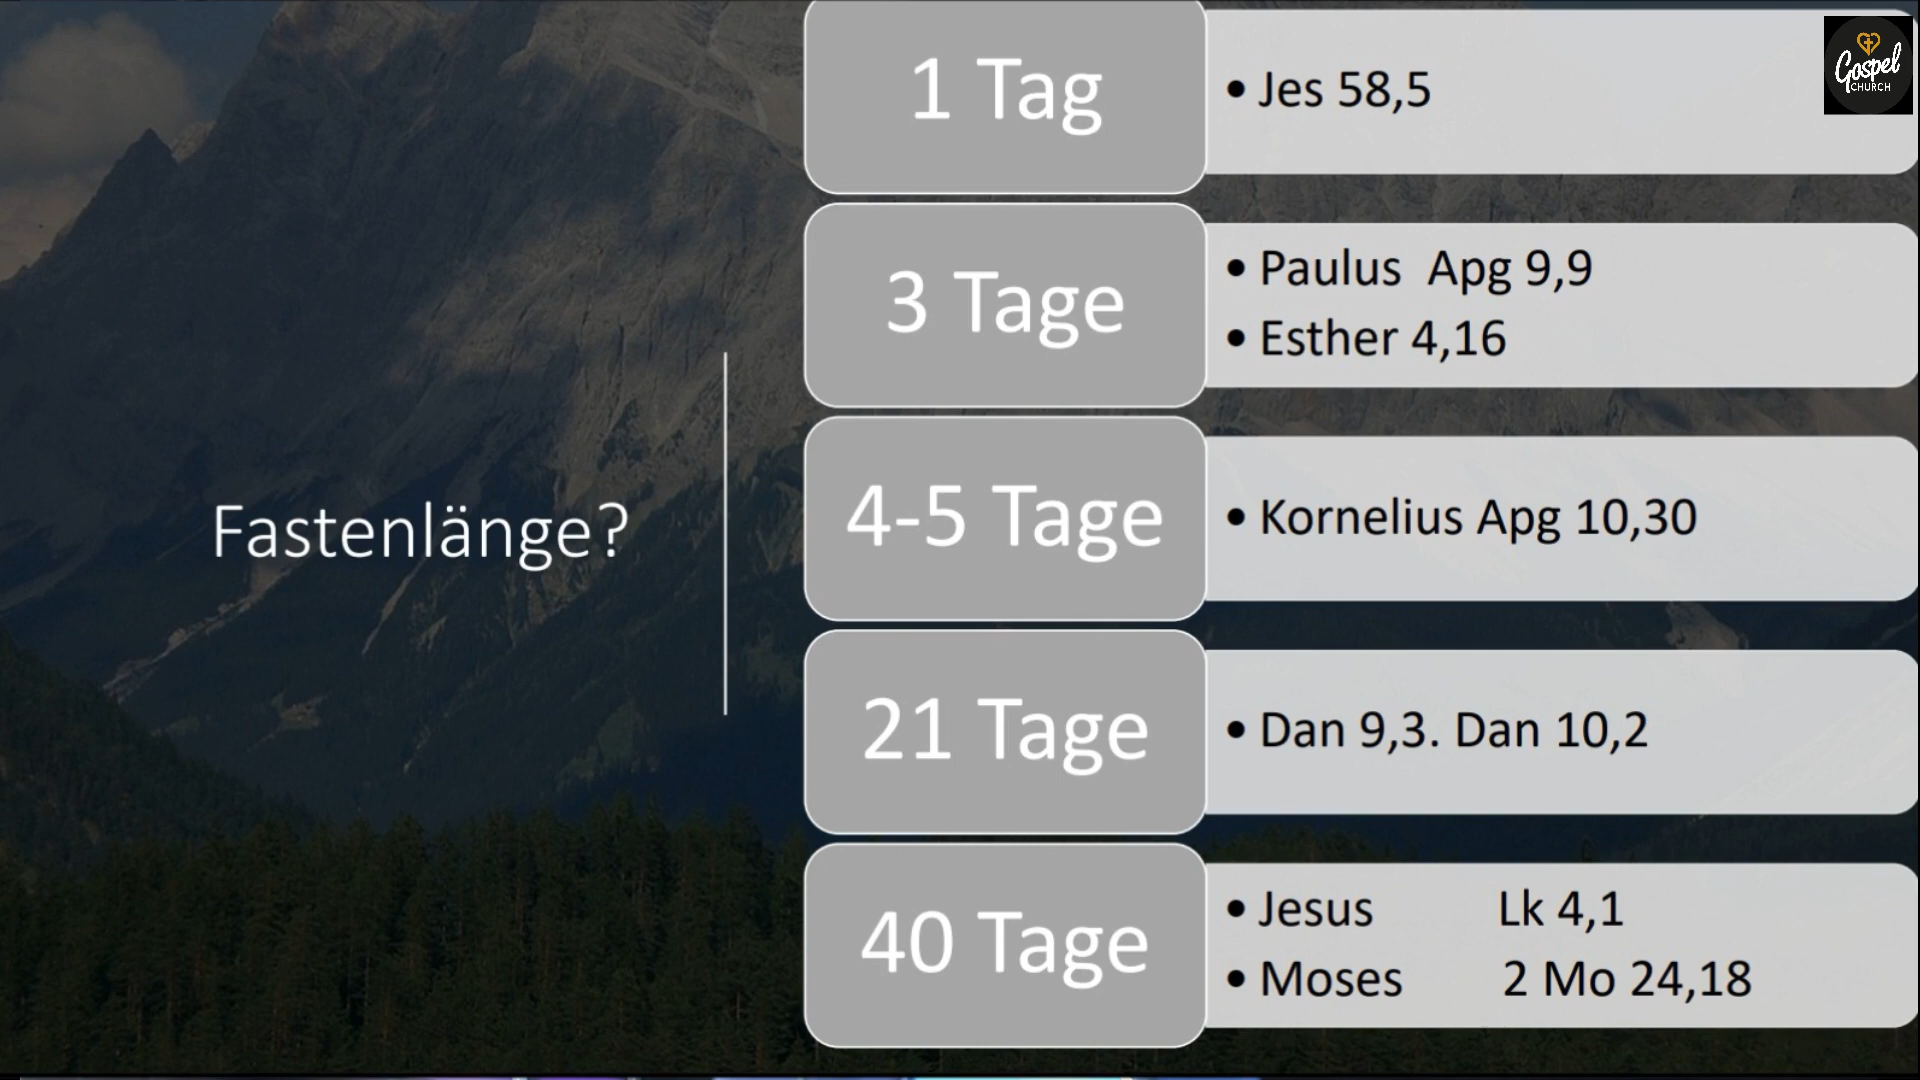 Fastenlänge?
1 Tag
• Jes 58,5
3 Tage
• Paulus Apg 9,9
• Esther 4,16
4-5 Tage
• Kornelius Apg 10,30
21 Tage
• Dan 9,3. Dan 10,2
40 Tage
• Jesus Lk 4,1
• Moses 2 Mo 24,18
Gospel
CHURCH